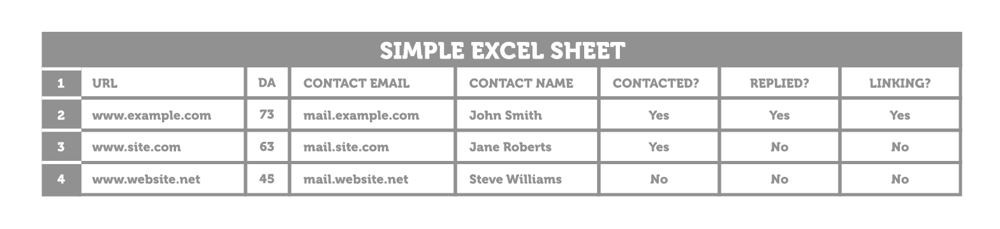 SIMPLE EXCEL SHEET
1 URL DA CONTACT EMAIL CONTACT NAME CONTACTED? REPLIED? LINKING?
2 www.example.com 73 mail.example.com John Smith Yes Yes Yes
3 www.site.com 63 mail.site.com Jane Roberts Yes No No
4 www.website.net 45 mail.website.net Steve Williams No No No